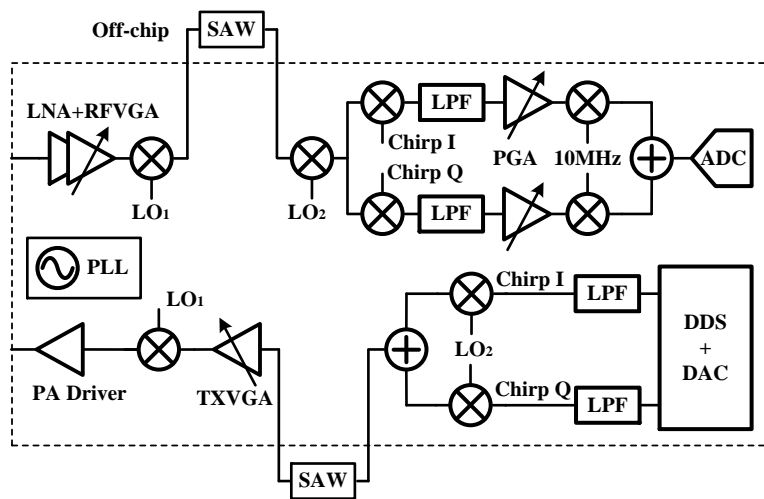 Off-chip
SAW
LNA+RFVGA
LO1
LO2
Chirp I
Chirp Q
LPF
LPF
PGA
10MHz
ADC
PLL
LO1
PA Driver
TXVGA
SAW
LO2
Chirp I
Chirp Q
LPF
LPF
DDS
+
DAC